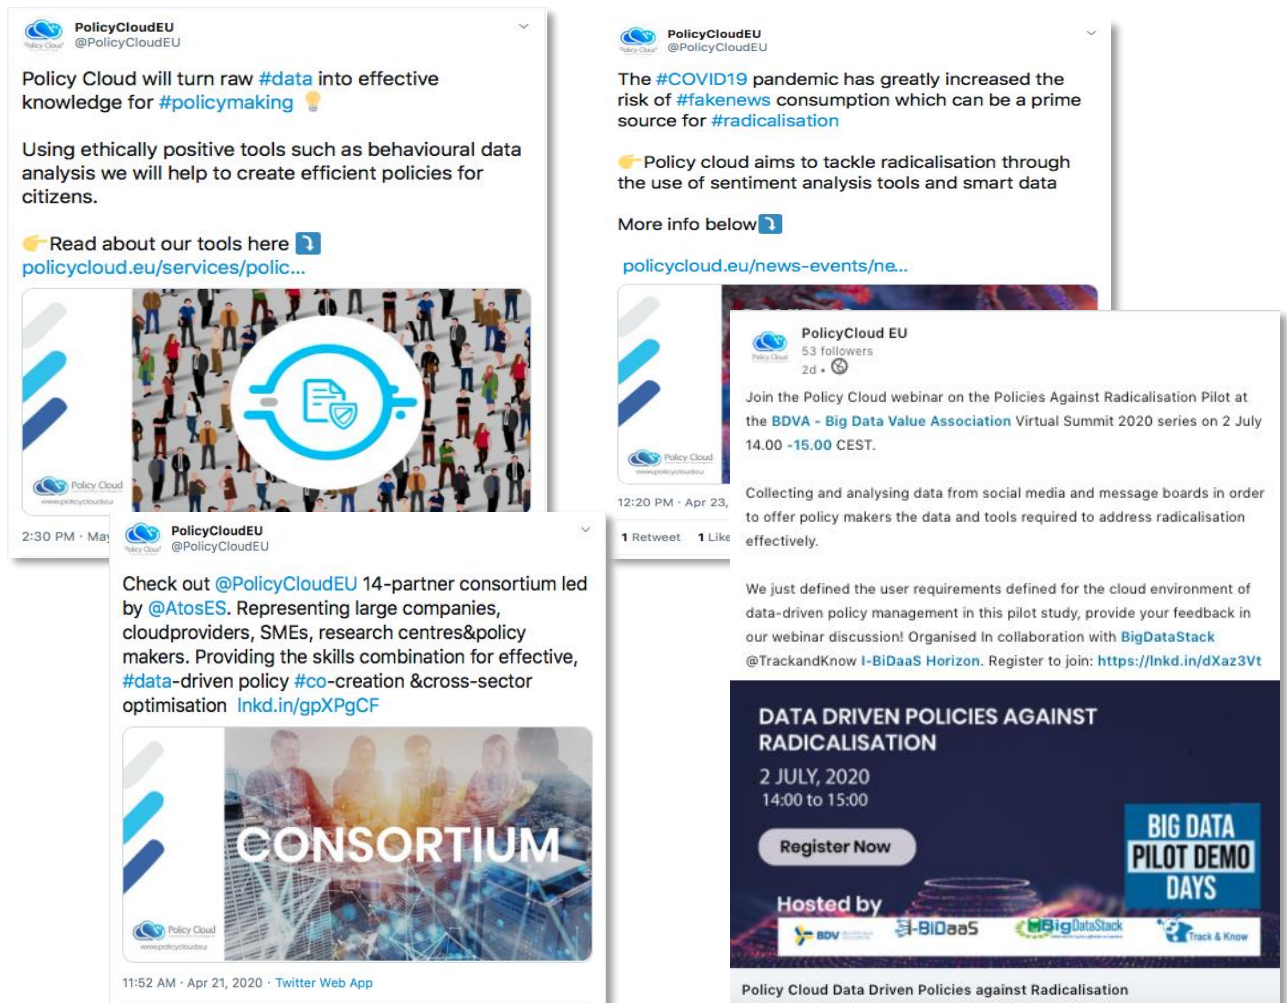 PolicyCloudEU
@PolicyCloudEU
Policy Cloud will turn raw #data into effective
knowledge for #policymaking
Using ethically positive tools such as behavioural data
analysis we will help to create efficient policies for
citizens.
Read about our tools here
policycloud.eu/services/polic...
Policy Cloud
www.policycloud.eu
2:30 PM · May
PolicyCloudEU
@PolicyCloudEU
The #COVID19 pandemic has greatly increased the
risk of #fakenews consumption which can be a prime
source for #radicalisation
Policy cloud aims to tackle radicalisation through
the use of sentiment analysis tools and smart data
More info below
policycloud.eu/news-events/ne...
Policy Cloud
www.policycloud.eu
12:20 PM · Apr 23,
1 Retweet 1 Like
PolicyCloudEU
@PolicyCloudEU
Check out @PolicyCloudEU 14-partner consortium led
by @AtosES. Representing large companies,
cloudproviders, SMEs, research centres&policy
makers. Providing the skills combination for effective,
#data-driven policy #co-creation &cross-sector
optimisation lnkd.in/gpXPgCF
CONSORTIUM
Policy Cloud
www.policycloud.eu
11:52 AM · Apr 21, 2020 · Twitter Web App
PolicyCloud EU
53 followers
2d •
Join the Policy Cloud webinar on the Policies Against Radicalisation Pilot at
the BDVA - Big Data Value Association Virtual Summit 2020 series on 2 July
14.00 -15.00 CEST.
Collecting and analysing data from social media and message boards in order
to offer policy makers the data and tools required to address radicalisation
effectively.
We just defined the user requirements defined for the cloud environment of
data-driven policy management in this pilot study, provide your feedback in
our webinar discussion! Organised In collaboration with BigDataStack
@TrackandKnow I-BiDaaS Horizon. Register to join: https://lnkd.in/dXaz3Vt
DATA DRIVEN POLICIES AGAINST
RADICALISATION
2 JULY, 2020
14:00 to 15:00
Register Now
BIG DATA
PILOT DEMO
DAYS
Hosted by
BDV
I-BiDaaS
BigDataStack
Track & Know
Policy Cloud Data Driven Policies against Radicalisation